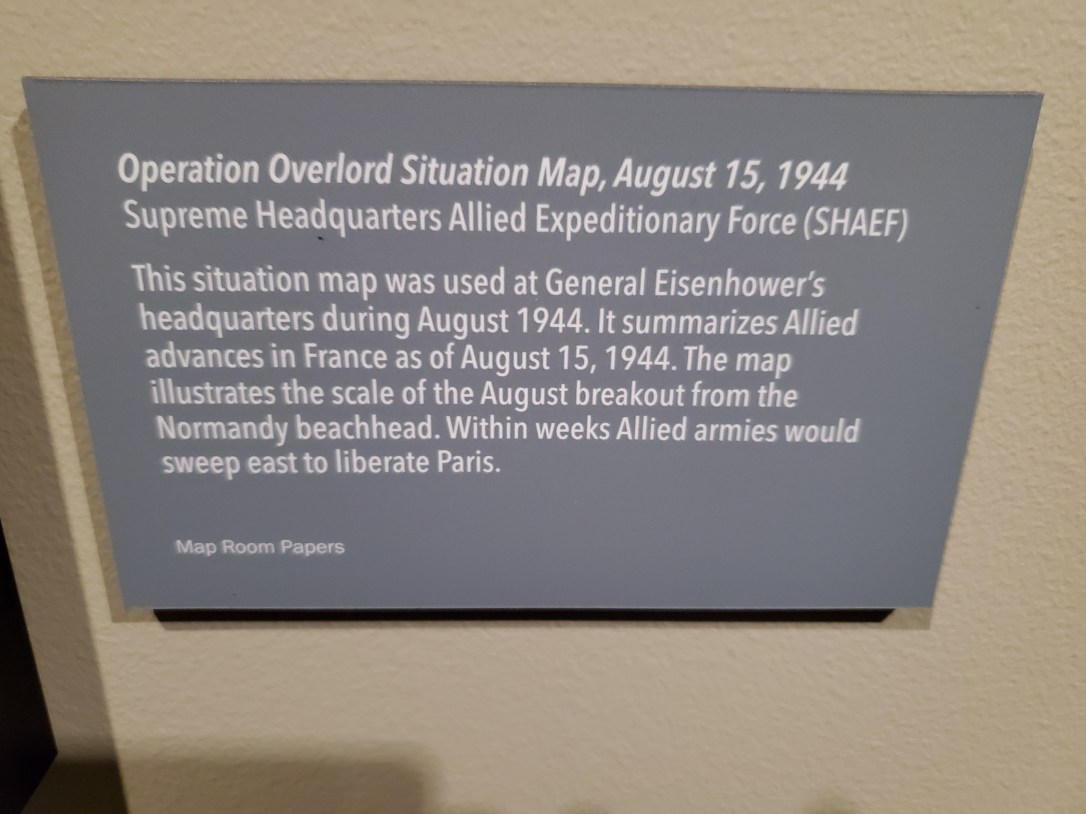 Operation Overlord Situation Map, August 15, 1944
Supreme Headquarters Allied Expeditionary Force (SHAEF)
This situation map was used at General Eisenhower's
headquarters during August 1944. It summarizes Allied
advances in France as of August 15, 1944. The map
illustrates the scale of the August breakout from the
Normandy beachhead. Within weeks Allied armies would
sweep east to liberate Paris.
Map Room Papers